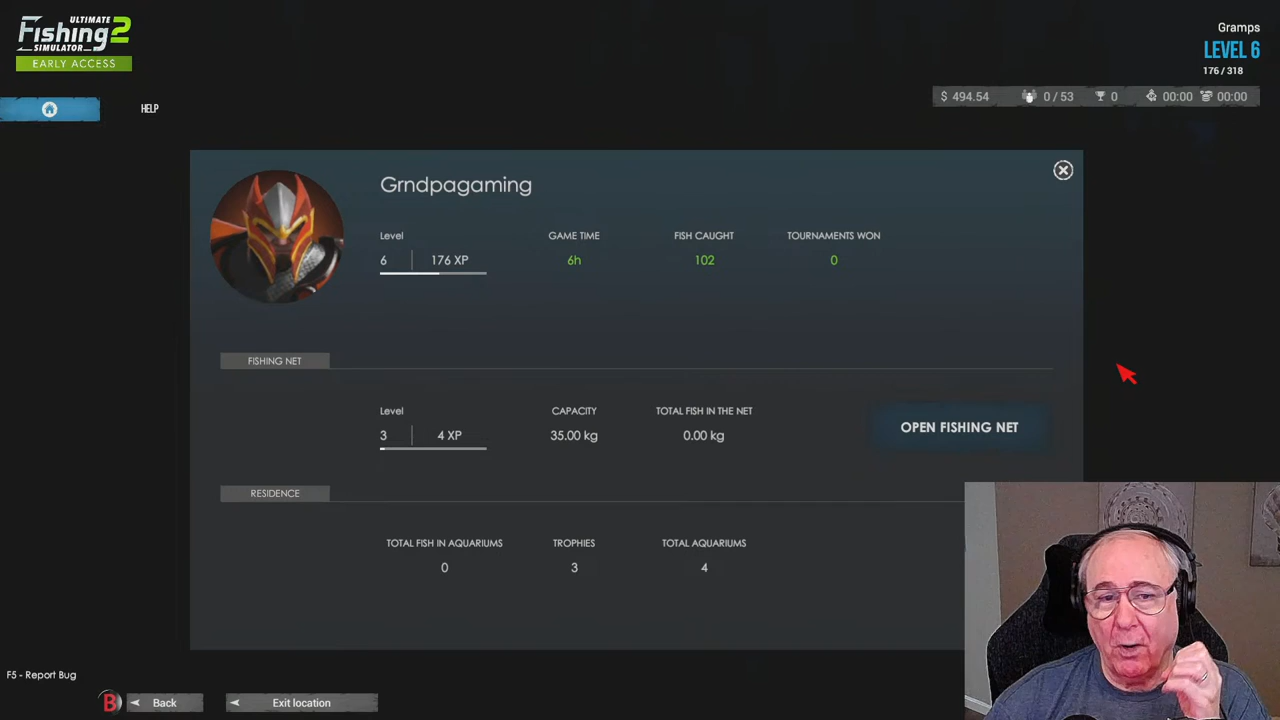 ULTIMATE
Fishing 2
SIMULATOR
EARLY ACCESS
Gramps
LEVEL 6
176 / 318
$ 494.54 0 / 53 0 00:00 00:00
HELP
Grndpagaming
Level GAME TIME FISH CAUGHT TOURNAMENTS WON
6 176 XP 6h 102 0
FISHING NET
Level CAPACITY TOTAL FISH IN THE NET
3 4 XP 35.00 kg 0.00 kg
OPEN FISHING NET
RESIDENCE
TOTAL FISH IN AQUARIUMS TROPHIES TOTAL AQUARIUMS
0 3 4
F5 - Report Bug
B Back Exit location